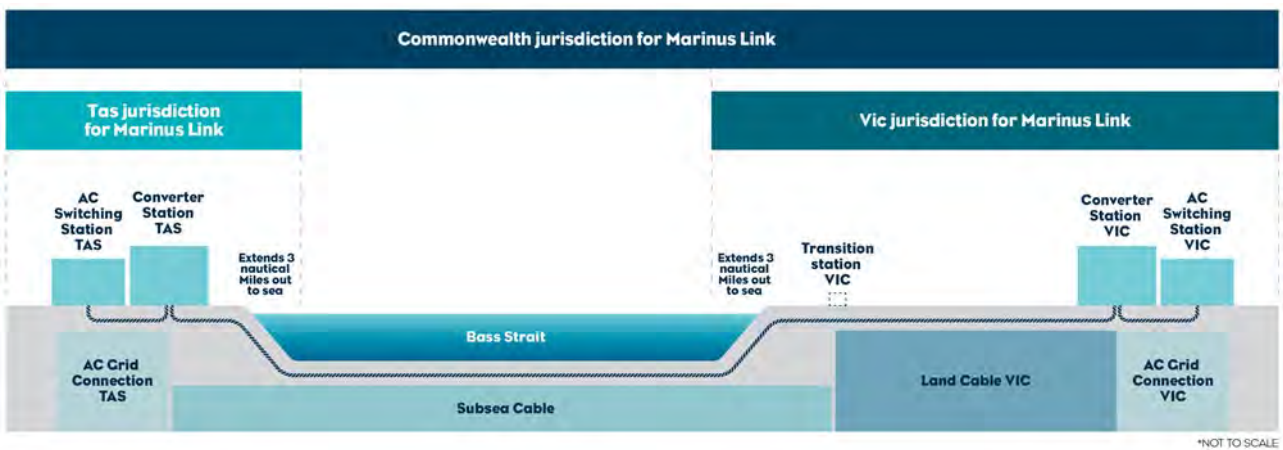 Commonwealth jurisdiction for Marinus Link
Tas jurisdiction
for Marinus Link
Vic jurisdiction for Marinus Link
AC
Switching
Station
TAS
Converter
Station
TAS
Extends 3
nautical
Miles out
to sea
Extends 3
nautical
Miles out
to sea
Transition
station
VIC
Converter
Station
VIC
AC
Switching
Station
VIC
Bass Strait
AC Grid
Connection
TAS
Subsea Cable
Land Cable VIC
AC Grid
Connection
VIC
*NOT TO SCALE